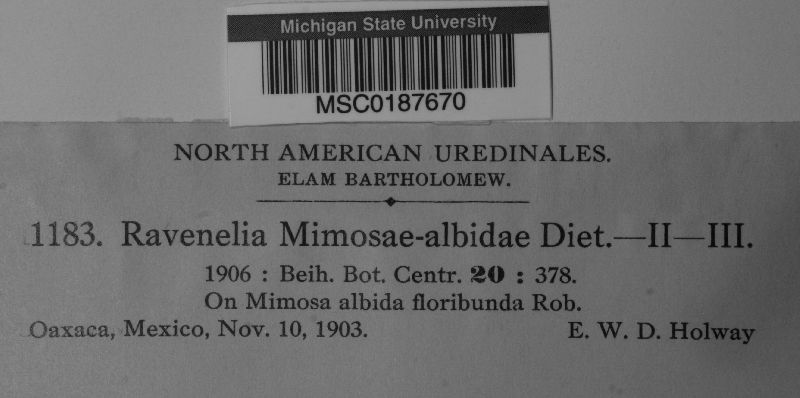 Michigan State University
MSC0187670
NORTH AMERICAN UREDINALES.
ELAM BARTHOLOMEW.
1183. Ravenelia Mimosae-albidae Diet.—II—III.
1906 : Beih. Bot. Centr. 20 : 378.
On Mimosa albida floribunda Rob.
Oaxaca, Mexico, Nov. 10, 1903. E. W. D. Holway